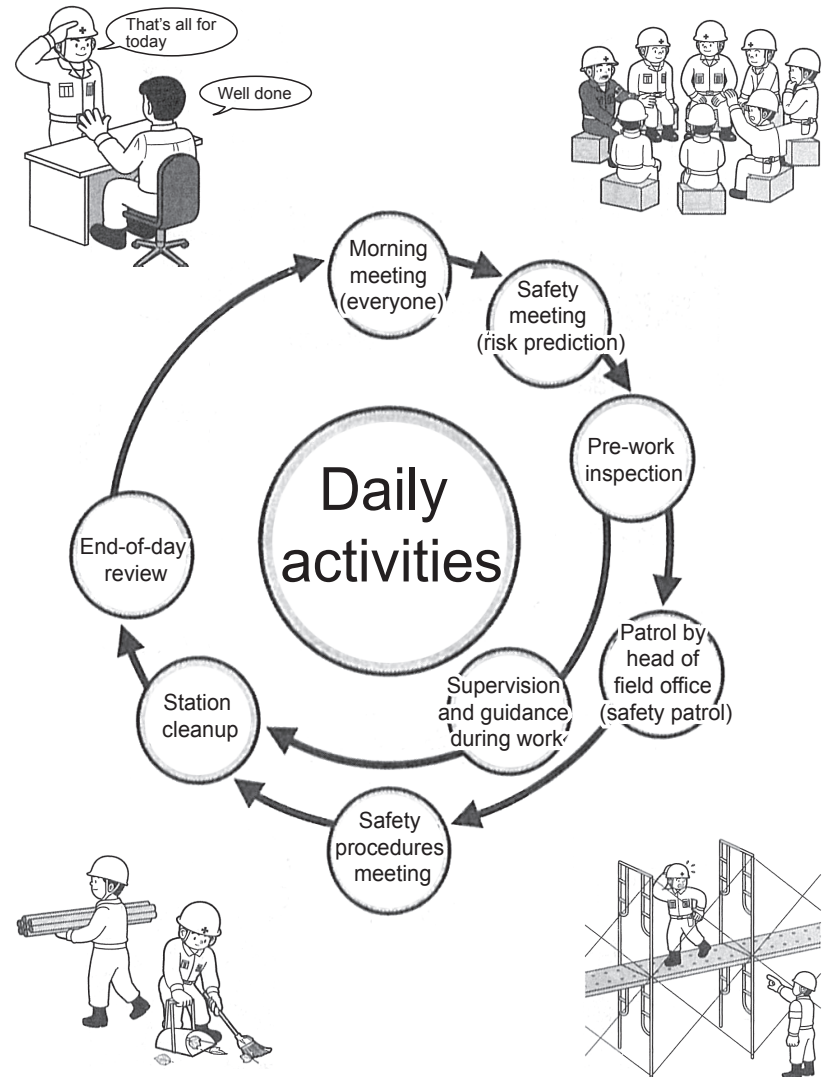 That's all for
today
Well done
Morning
meeting
(everyone)
Safety
meeting
(risk prediction)
Pre-work
inspection
Daily
activities
End-of-day
review
Patrol by
head of
field office
(safety patrol)
Supervision
and guidance
during work
Station
cleanup
Safety
procedures
meeting